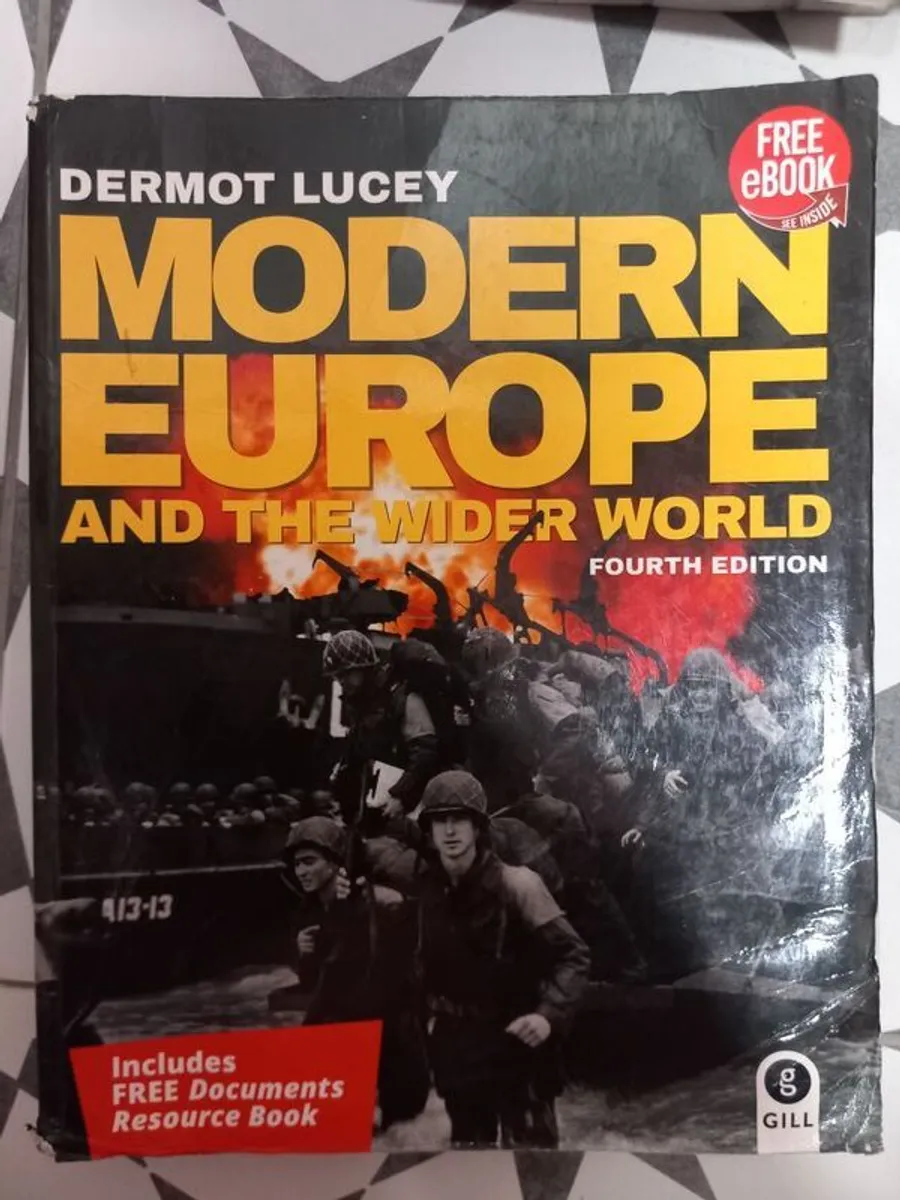 FREE
eBOOK
SEE INSIDE
DERMOT LUCEY
MODERN
EUROPE
AND THE WIDER WORLD
FOURTH EDITION
A13-13
Includes
FREE Documents
Resource Book
g
GILL